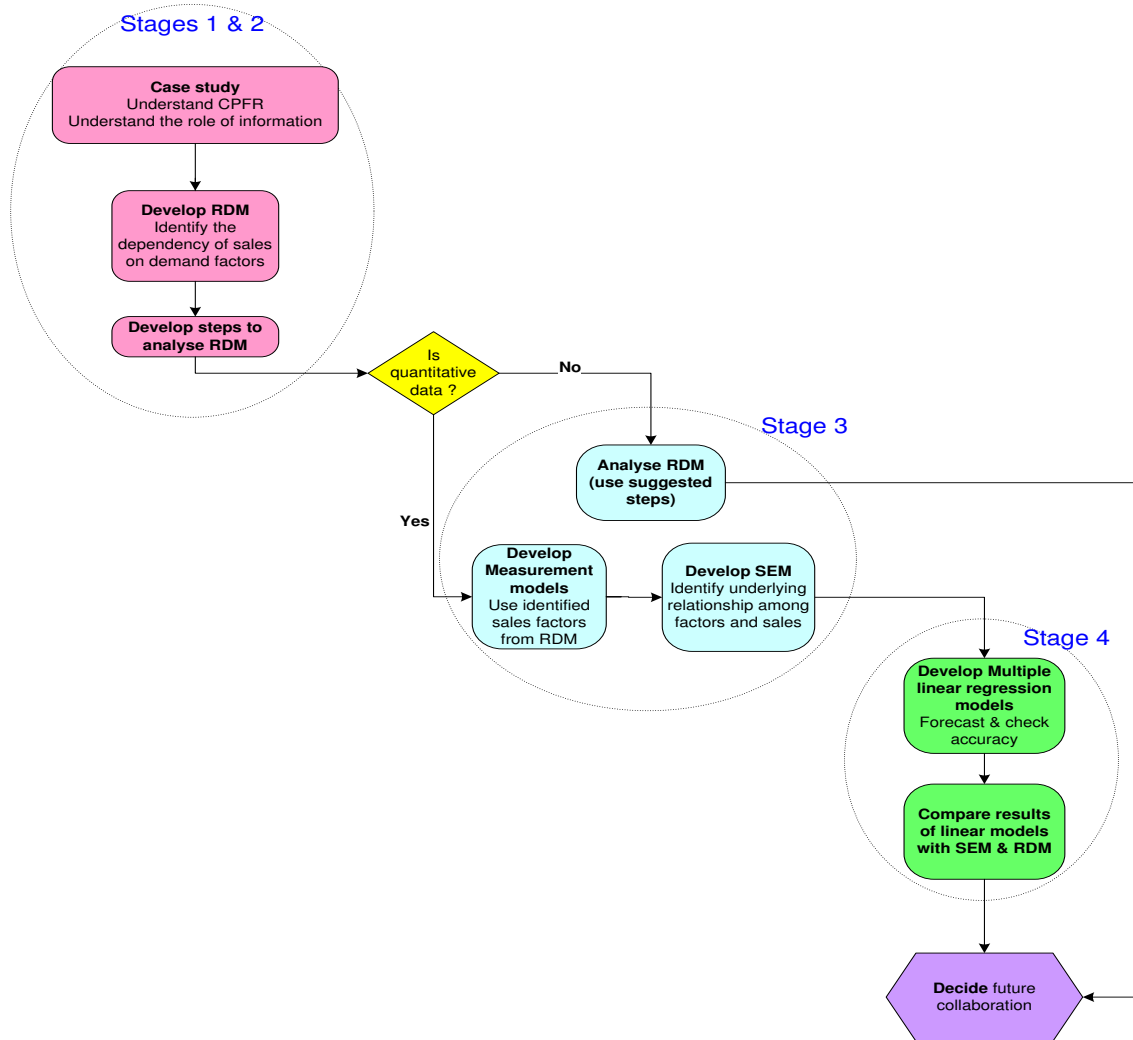 Stages 1 & 2
Case study
Understand CPFR
Understand the role of information
Develop RDM
Identify the
dependency of sales
on demand factors
Develop steps to
analyse RDM
Is
quantitative
data ?
No
Yes
Stage 3
Analyse RDM
(use suggested
steps)
Develop
Measurement
models
Use identified
sales factors
from RDM
Develop SEM
Identify underlying
relationship among
factors and sales
Stage 4
Develop Multiple
linear regression
models
Forecast & check
accuracy
Compare results
of linear models
with SEM & RDM
Decide future
collaboration